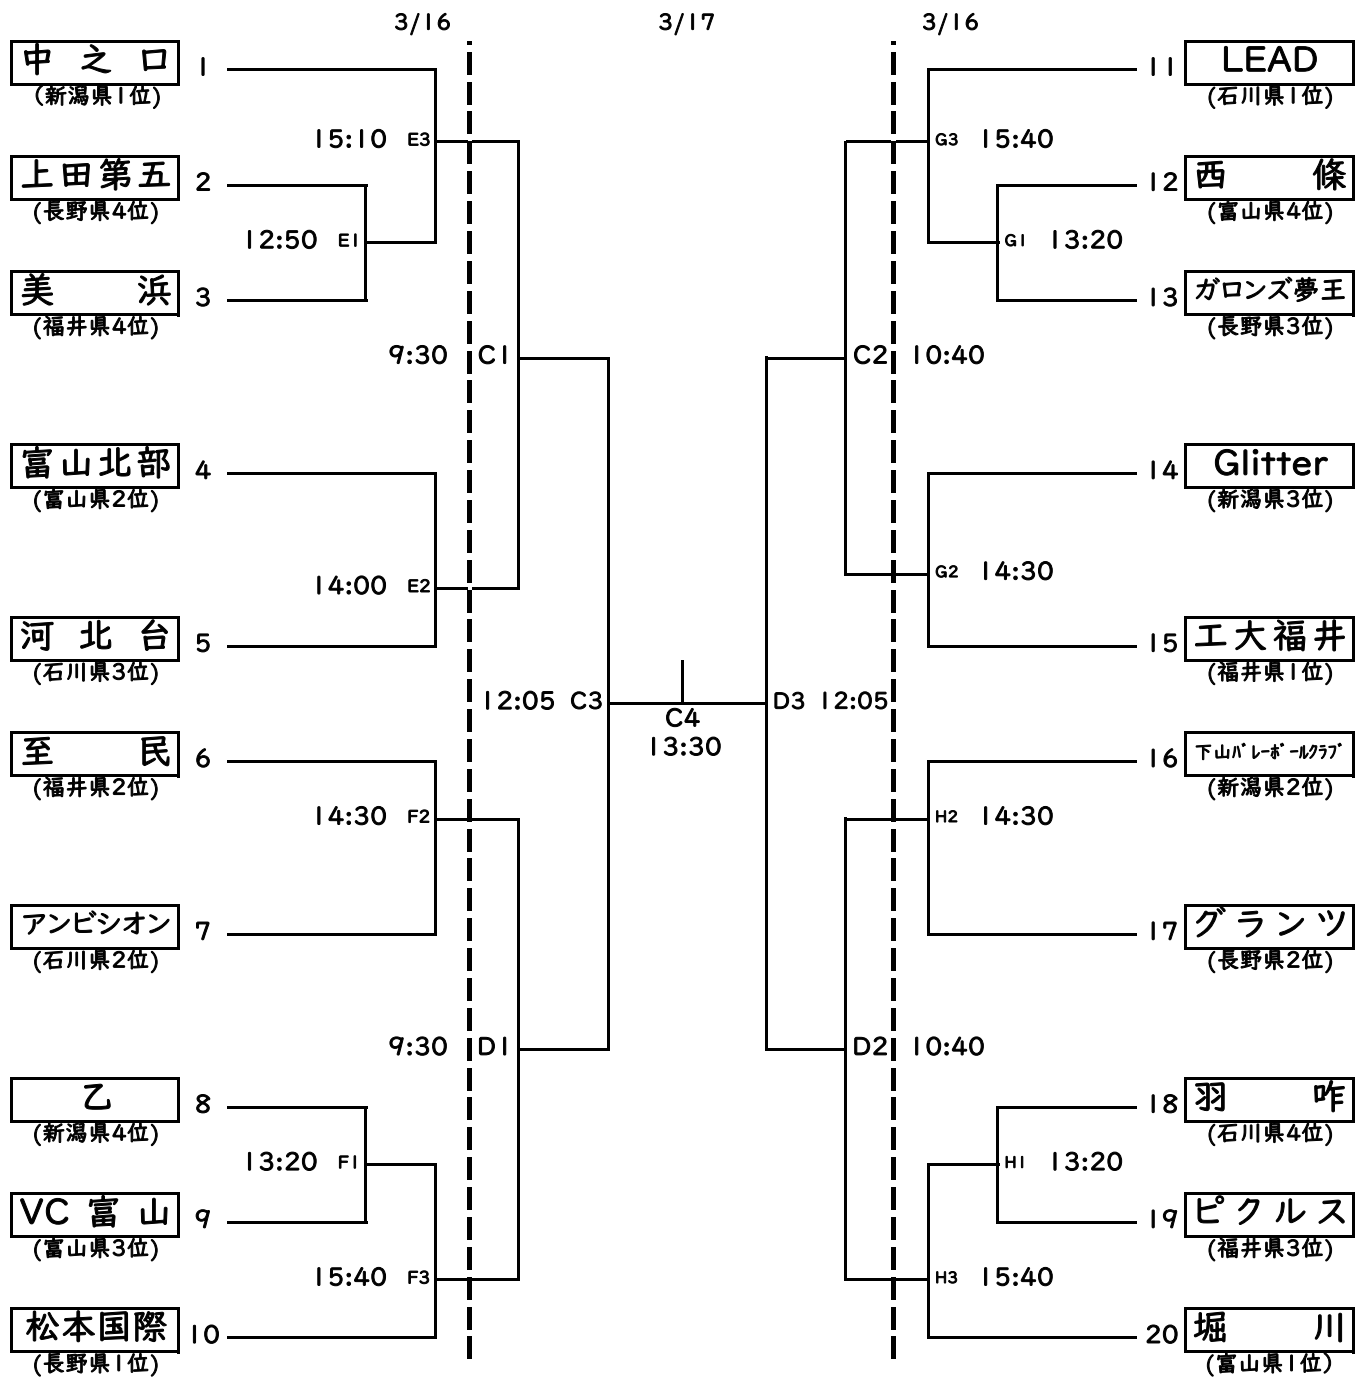 3/16 3/17 3/16
中之口 1
(新潟県1位)
15:10 E3
上田第五 2
(長野県4位)
12:50 E1
美浜 3
(福井県4位)
9:30 C1
富山北部 4
(富山県2位)
14:00 E2
河北台 5
(石川県3位)
12:05 C3
至民 6
(福井県2位)
14:30 F2
アンビシオン 7
(石川県2位)
9:30 D1
乙 8
(新潟県4位)
13:20 F1
VC富山 9
(富山県3位)
15:40 F3
松本国際 10
(長野県1位)
C4
13:30
11 LEAD
(石川県1位)
G3 15:40
12 西條
(富山県4位)
G1 13:20
13 ガロンズ夢王
(長野県3位)
C2 10:40
14 Glitter
(新潟県3位)
G2 14:30
15 工大福井
(福井県1位)
D3 12:05
16 下山バレーボールクラブ
(新潟県2位)
H2 14:30
17 グランツ
(長野県2位)
D2 10:40
18 羽咋
(石川県4位)
H1 13:20
19 ピクルス
(福井県3位)
H3 15:40
20 堀川
(富山県1位)